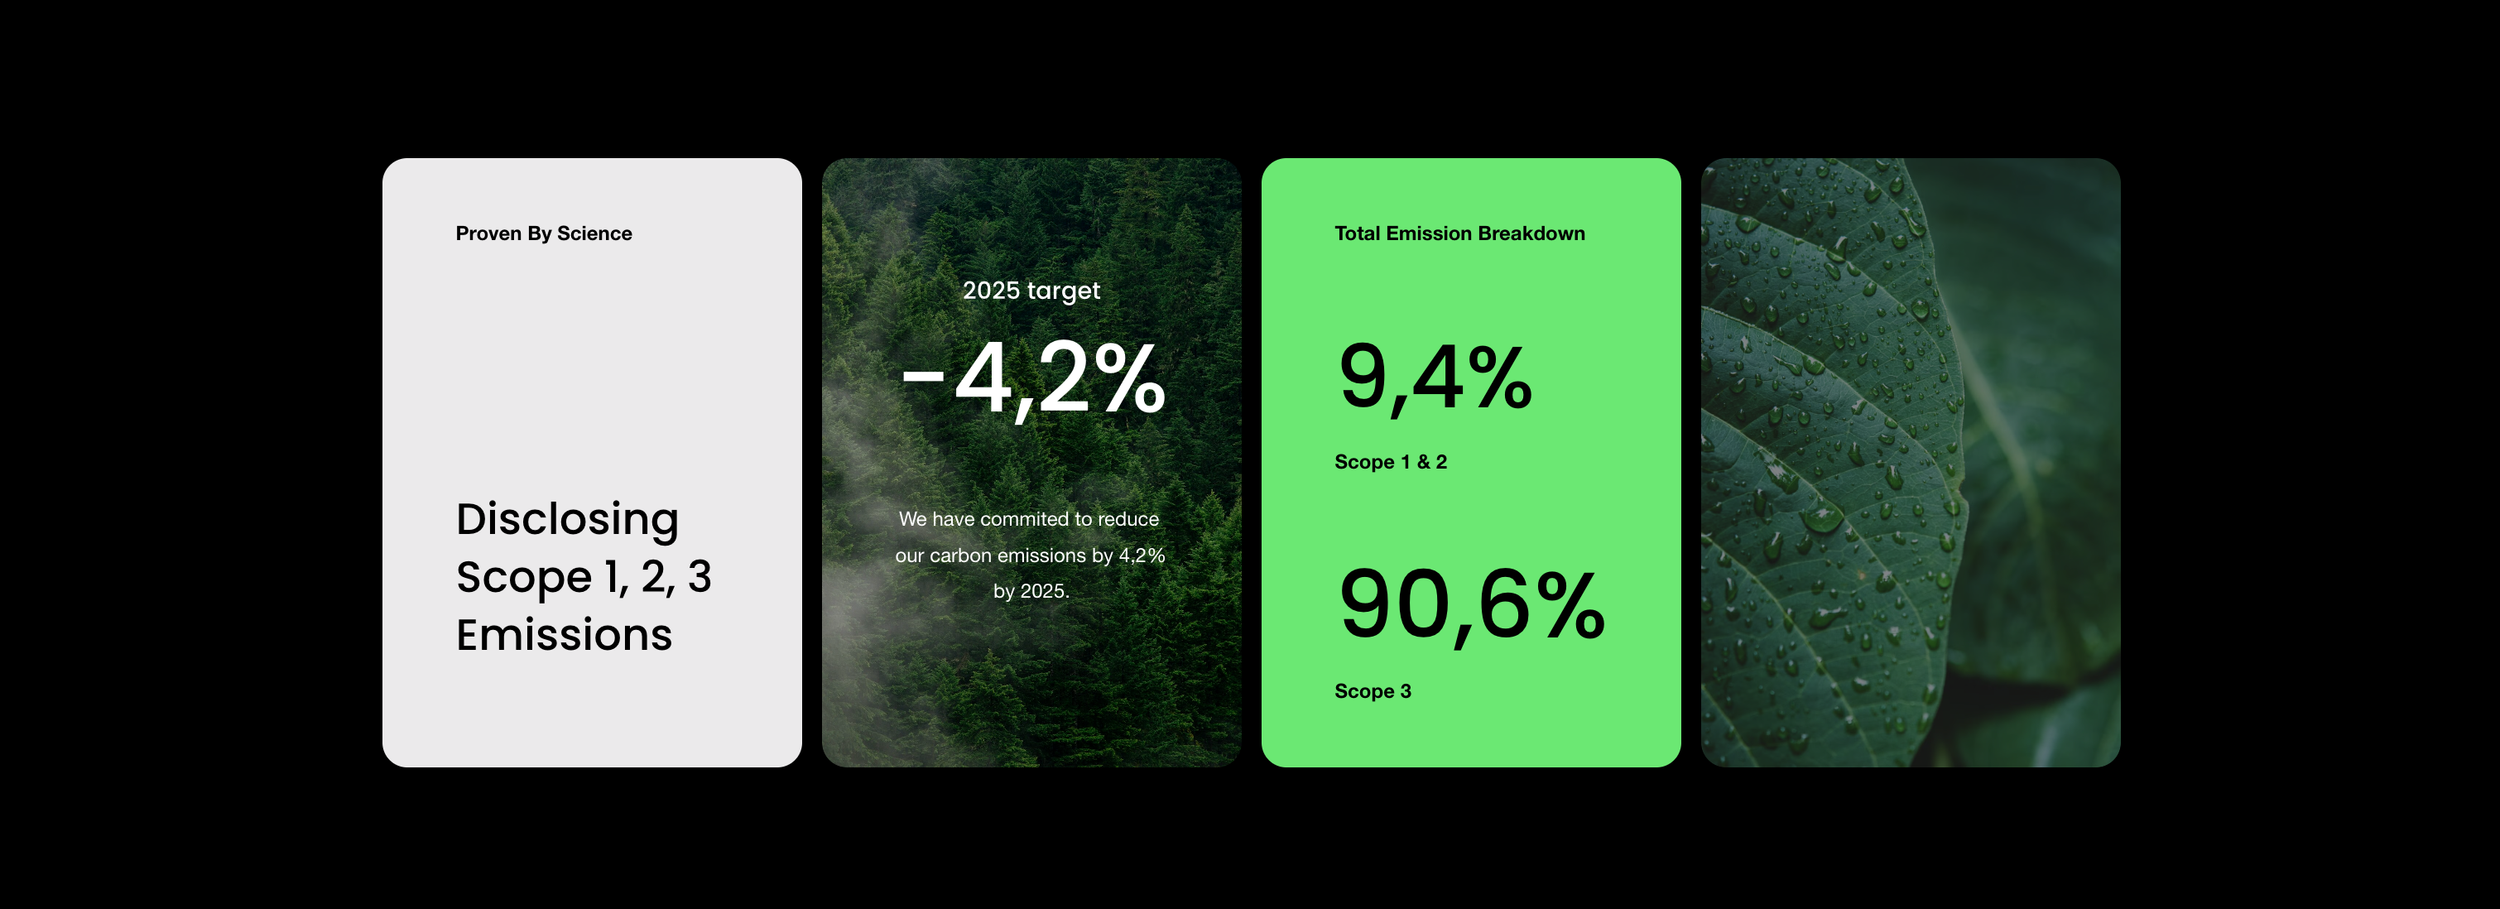 Proven By Science
Disclosing
Scope 1, 2, 3
Emissions
2025 target
-4,2%
We have commited to reduce
our carbon emissions by 4,2%
by 2025.
Total Emission Breakdown
9,4%
Scope 1 & 2
90,6%
Scope 3